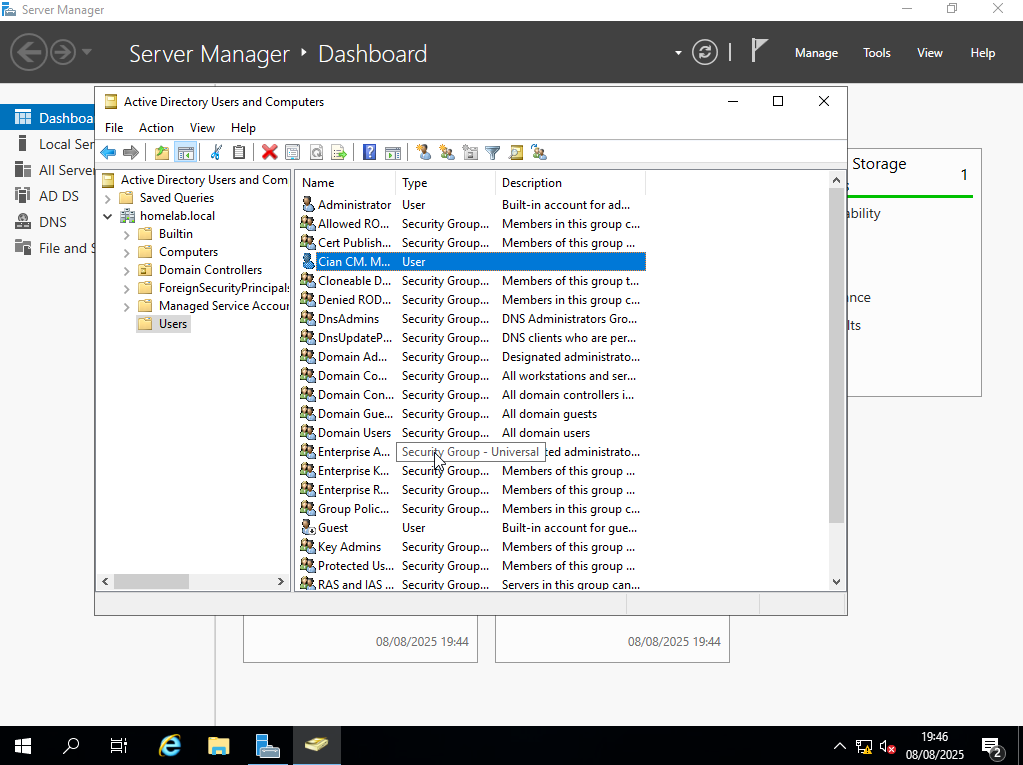 Server Manager
Server Manager • Dashboard
Manage Tools View Help
Dashboa
Local Ser
All Server
AD DS
DNS
File and S
Active Directory Users and Computers
File Action View Help
Active Directory Users and Com
Saved Queries
homelab.local
Builtin
Computers
Domain Controllers
ForeignSecurityPrincipals
Managed Service Accour
Users
Name Type Description
Administrator User Built-in account for ad...
Allowed RO... Security Group... Members in this group c...
Cert Publish... Security Group... Members of this group ...
Cian CM. M... User
Cloneable D... Security Group... Members of this group t...
Denied ROD... Security Group... Members in this group c...
DnsAdmins Security Group... DNS Administrators Gro...
DnsUpdateP... Security Group... DNS clients who are per...
Domain Ad... Security Group... Designated administrato...
Domain Co... Security Group... All workstations and ser...
Domain Con... Security Group... All domain controllers i...
Domain Gue... Security Group... All domain guests
Domain Users Security Group... All domain users
Enterprise A... Security Group - Universal ted administrato...
Enterprise K... Security Group... Members of this group ...
Enterprise R... Security Group... Members of this group ...
Group Polic... Security Group... Members in this group c...
Guest User Built-in account for gue...
Key Admins Security Group... Members of this group ...
Protected Us... Security Group... Members of this group ...
RAS and IAS ... Security Group... Servers in this group can...
Storage 1
s
ability
nce
lts
08/08/2025 19:44
08/08/2025 19:44
19:46
08/08/2025
2